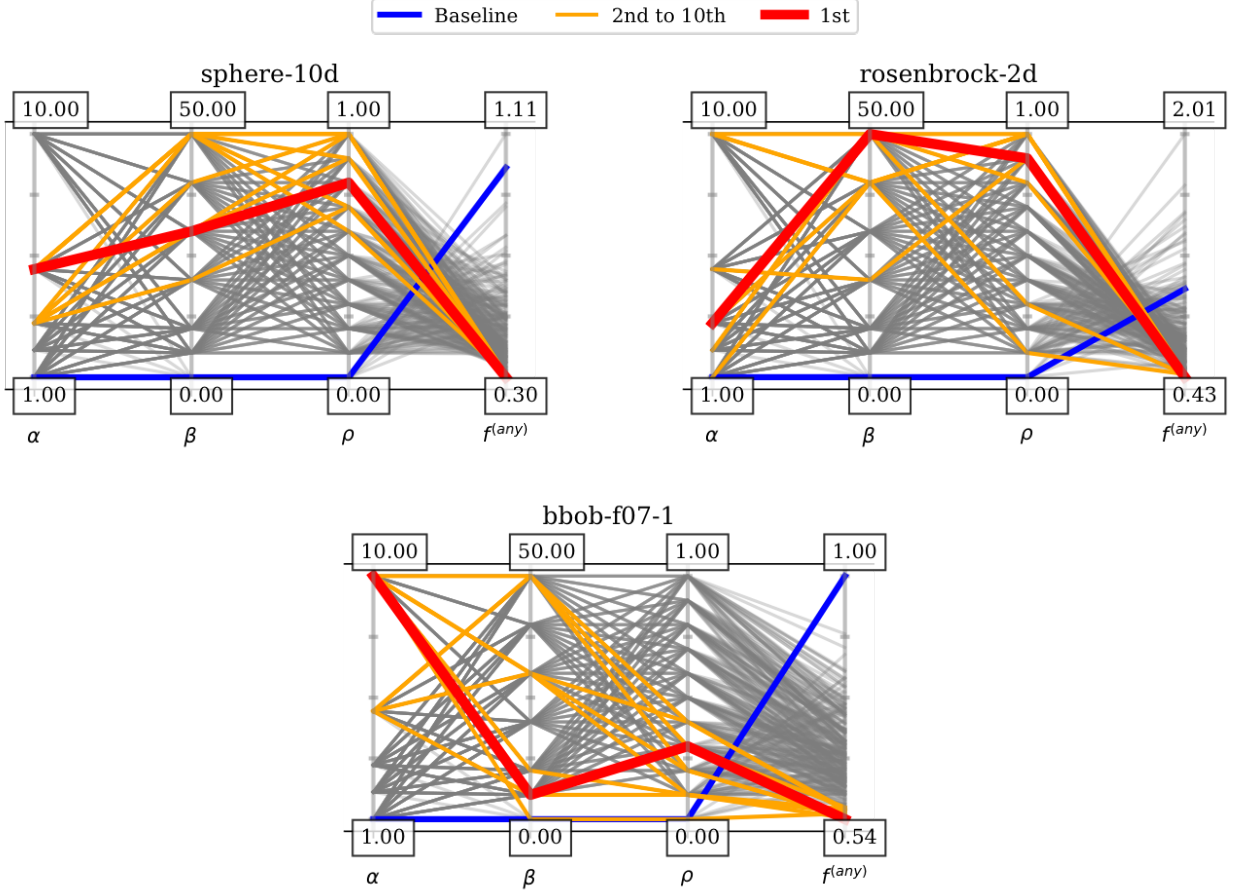 Baseline 2nd to 10th 1st
sphere-10d
10.00 50.00 1.00 1.11
1.00 0.00 0.00 0.30
α β ρ f^(any)
rosenbrock-2d
10.00 50.00 1.00 2.01
1.00 0.00 0.00 0.43
α β ρ f^(any)
bbob-f07-1
10.00 50.00 1.00 1.00
1.00 0.00 0.00 0.54
α β ρ f^(any)